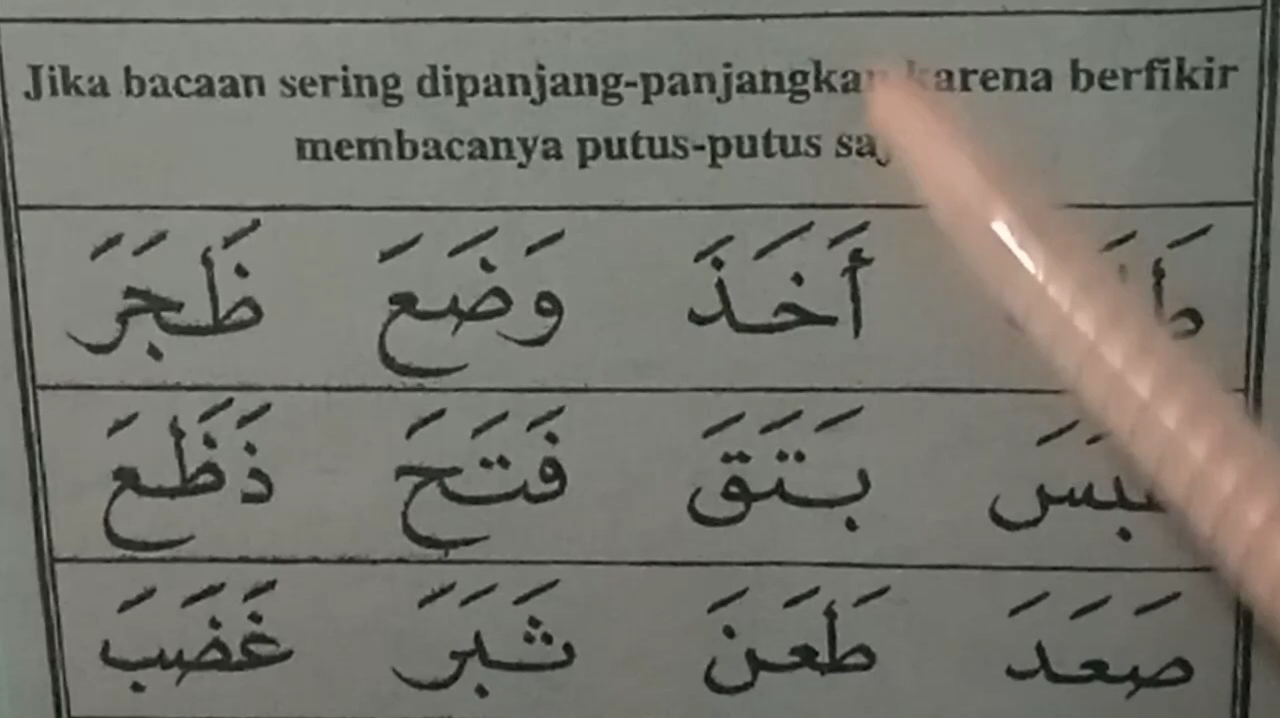 Jika bacaan sering dipanjang-panjangkan karena berfikir
membacanya putus-putus
أَخَذَ وَضَعَ ظَجَرَ
بَتَقَ فَتَحَ ذَظَعَ
صَعَدَ طَعَنَ ثَبَرَ غَضَبَ